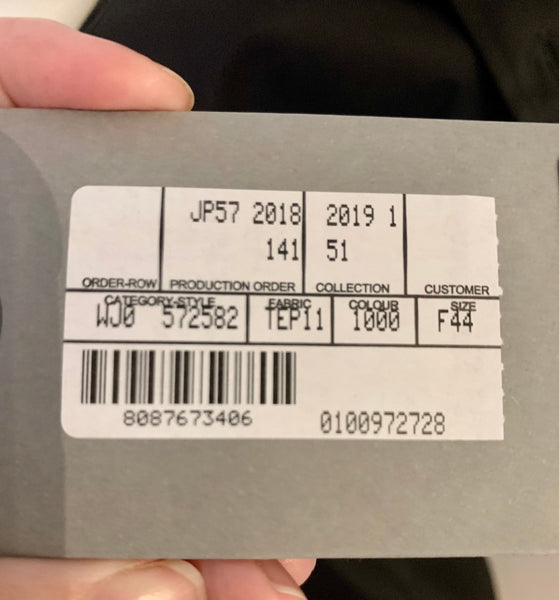 JP57 2018 2019 1
141 51
ORDER-ROW PRODUCTION ORDER COLLECTION CUSTOMER
CATEGORY-STYLE FABRIC COLOUR SIZE
WJ0 572582 TEP11 1000 F44
8087673406 0100972728